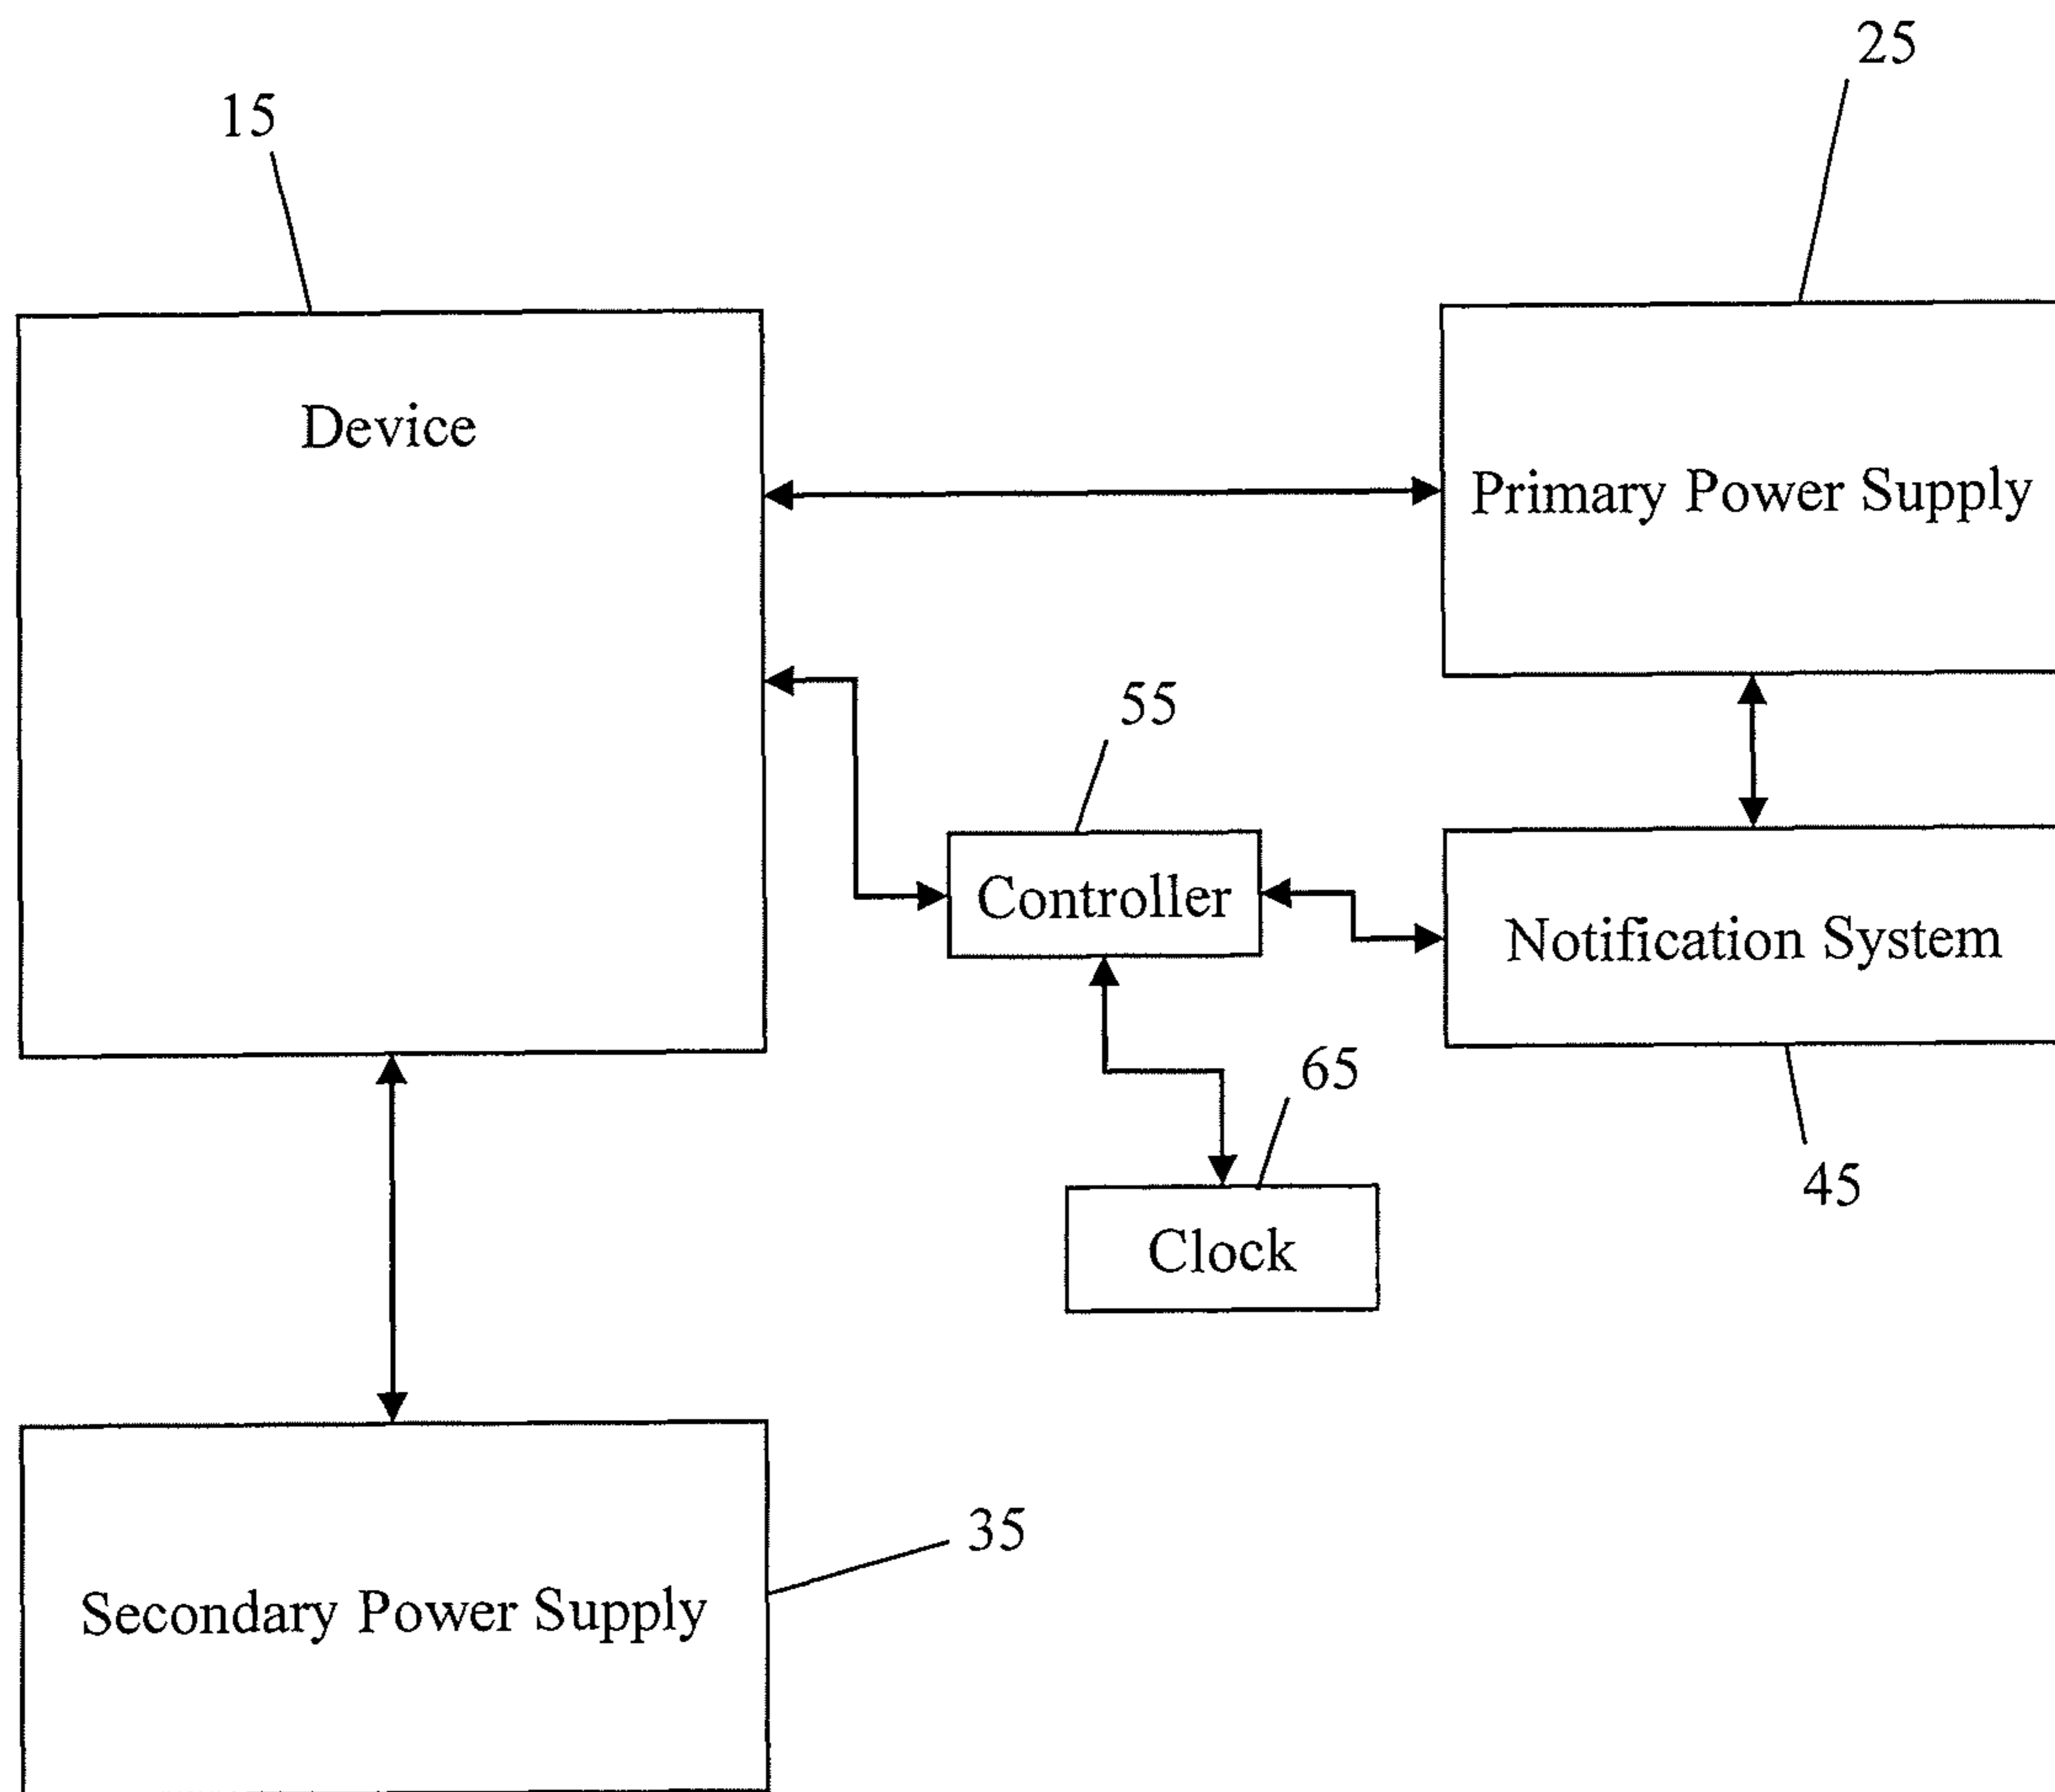 25
15
Device
Primary Power Supply
55
Controller
Notification System
65
45
Clock
35
Secondary Power Supply